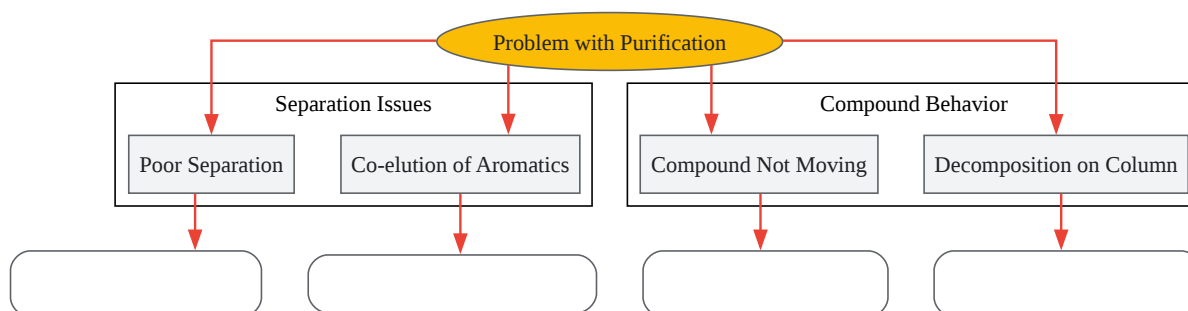 Problem with Purification
Separation Issues
Compound Behavior
Poor Separation
Co-elution of Aromatics
Compound Not Moving
Decomposition on Column